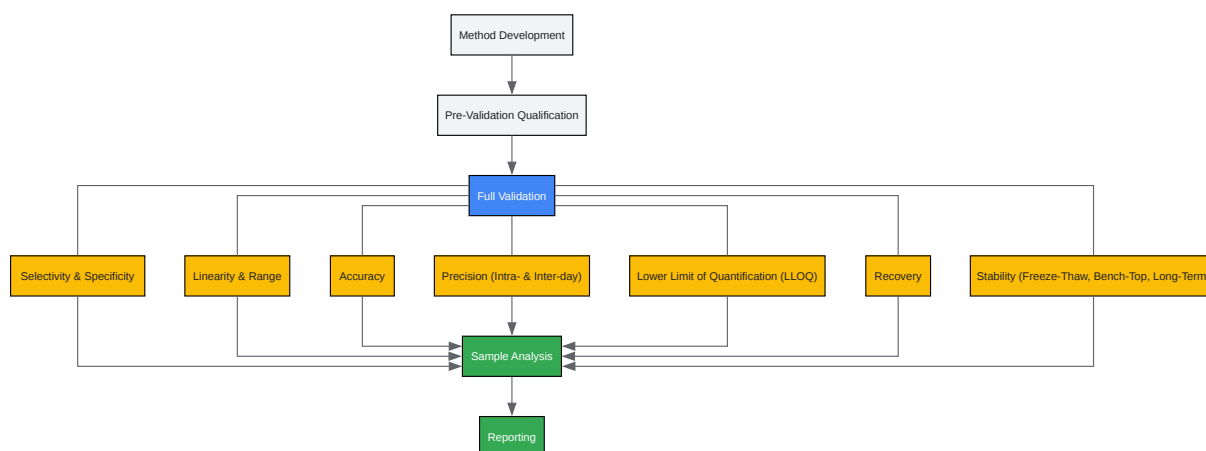 Method Development
Pre-Validation Qualification
Full Validation
Selectivity & Specificity
Linearity & Range
Accuracy
Precision (Intra- & Inter-day)
Lower Limit of Quantification (LLOQ)
Recovery
Stability (Freeze-Thaw, Bench-Top, Long-Term
Sample Analysis
Reporting